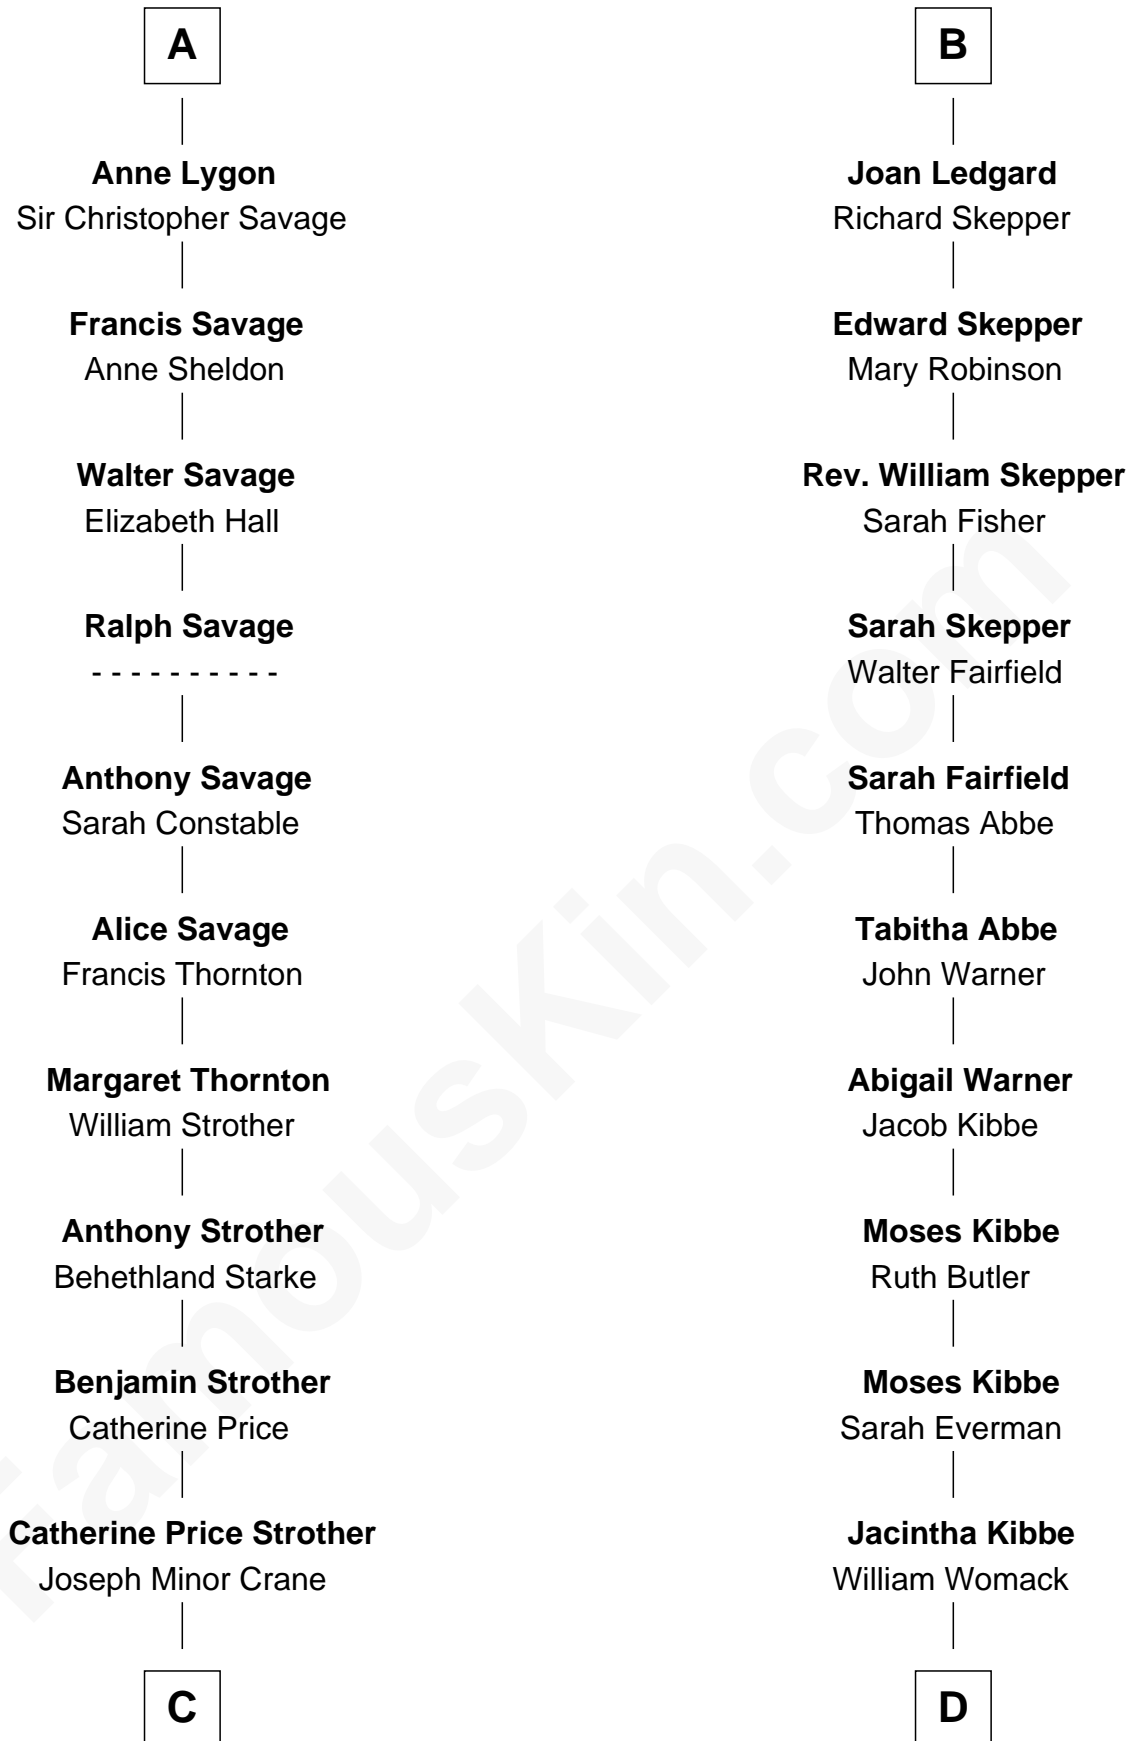 A
Anne Lygon
Sir Christopher Savage
Francis Savage
Anne Sheldon
Walter Savage
Elizabeth Hall
Ralph Savage
- - - - - - - - - -
Anthony Savage
Sarah Constable
Alice Savage
Francis Thornton
Margaret Thornton
William Strother
Anthony Strother
Behethland Starke
Benjamin Strother
Catherine Price
Catherine Price Strother
Joseph Minor Crane
C
B
Joan Ledgard
Richard Skepper
Edward Skepper
Mary Robinson
Rev. William Skepper
Sarah Fisher
Sarah Skepper
Walter Fairfield
Sarah Fairfield
Thomas Abbe
Tabitha Abbe
John Warner
Abigail Warner
Jacob Kibbe
Moses Kibbe
Ruth Butler
Moses Kibbe
Sarah Everman
Jacintha Kibbe
William Womack
D
FamousKin.com